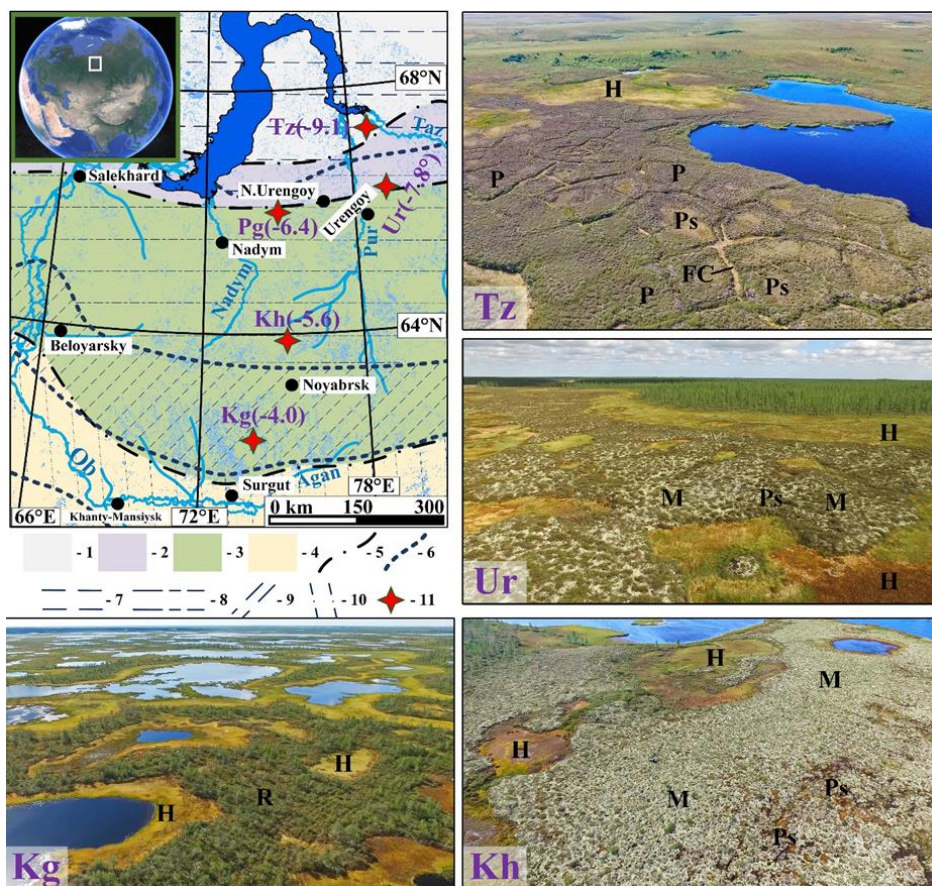 68°N
Tz(-9.1)
Taz
Salekhard
N.Urengoy
Urengoy
Ur(-7.8°)
Pg(-6.4)
Pur
Nadym
Nadym
Kh(-5.6)
64°N
Beloyarsky
Noyabrsk
Kg(-4.0)
Ob
Agan
Surgut
78°E
Khanty-Mansiysk
66°E
72°E
0 km 150 300
- 1 - 2 - 3 - 4 - 5 - 6
- 7 - 8 - 9 - 10 - 11
H
P
P
Ps
FC
P
Ps
Tz
H
M
Ps
M
H
Ur
H
R
H
Kg
H
M
H
M
Ps
Ps
Kh